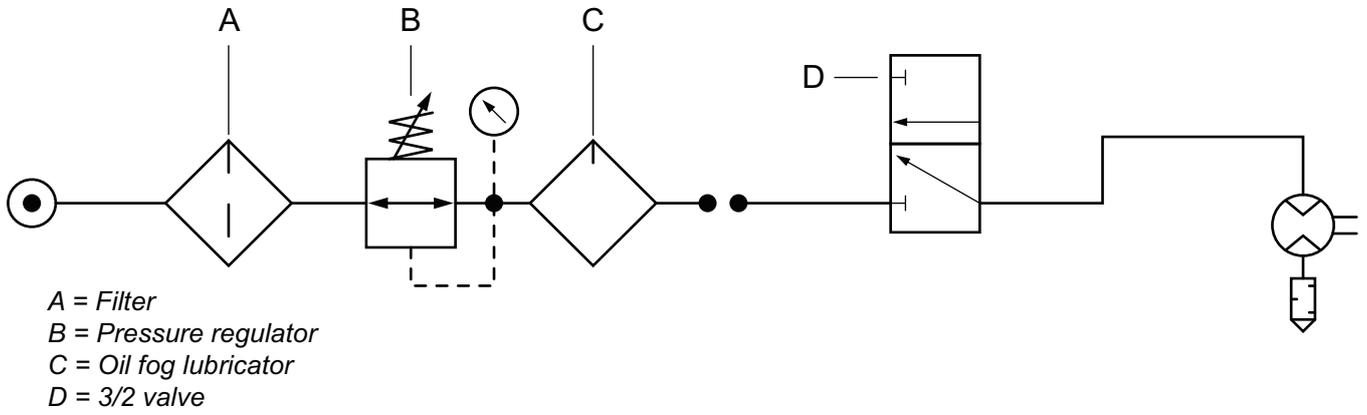 A
B
C
D
A = Filter
B = Pressure regulator
C = Oil fog lubricator
D = 3/2 valve